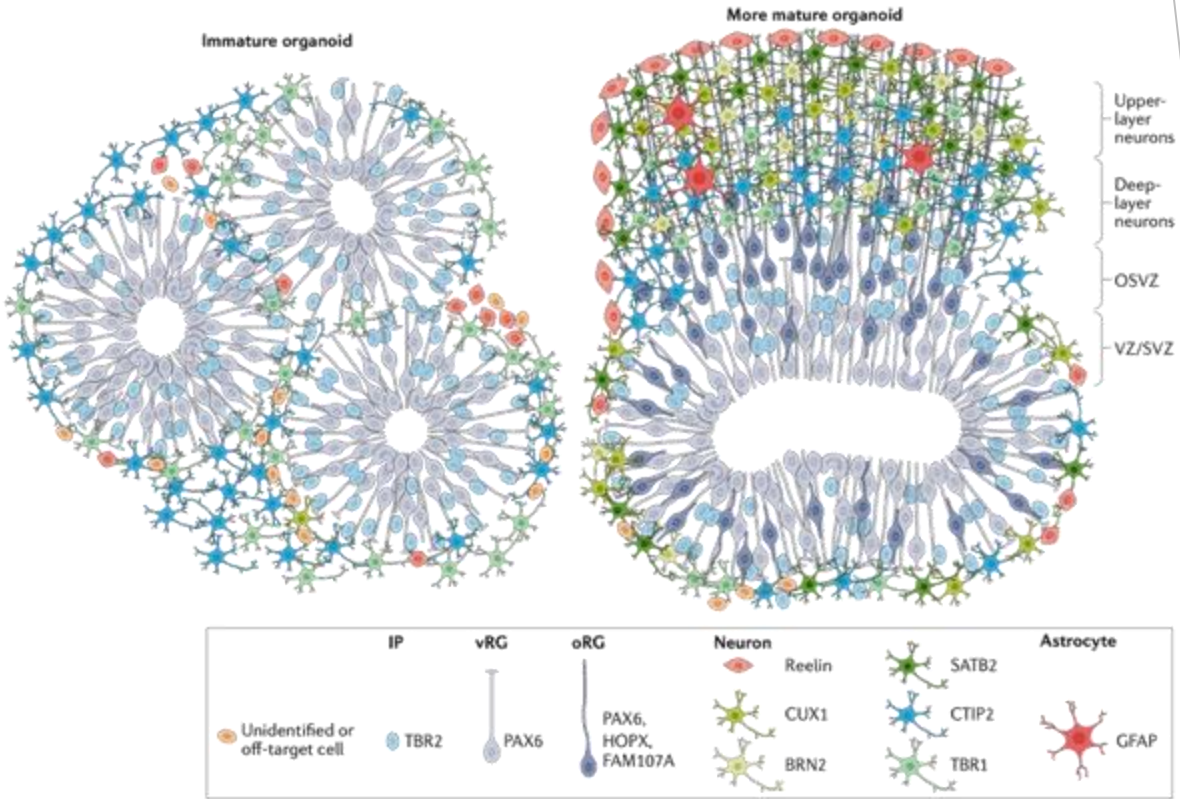 Immature organoid
More mature organoid
Upper-
layer
neurons
Deep-
layer
neurons
OSVZ
VZ/SVZ
IP
vRG
oRG
Neuron
Astrocyte
Unidentified or
off-target cell
TBR2
PAX6
PAX6,
HOPX,
FAM107A
Reelin
CUX1
BRN2
SATB2
CTIP2
TBR1
GFAP